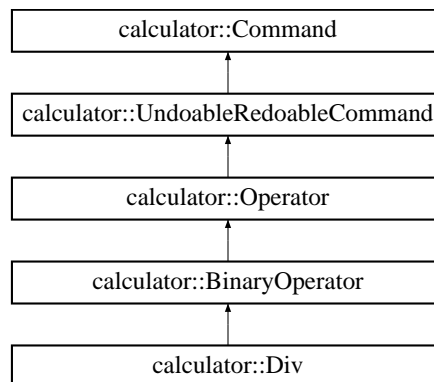 calculator::Command
calculator::UndoableRedoableCommand
calculator::Operator
calculator::BinaryOperator
calculator::Div